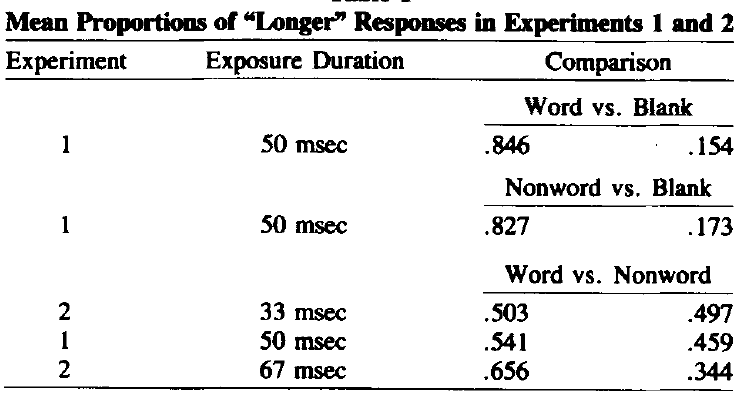 Mean Proportions of “Longer” Responses in Experiments 1 and 2
Experiment Exposure Duration Comparison
Word vs. Blank
1 50 msec .846 .154
Nonword vs. Blank
1 50 msec .827 .173
Word vs. Nonword
2 33 msec .503 .497
1 50 msec .541 .459
2 67 msec .656 .344